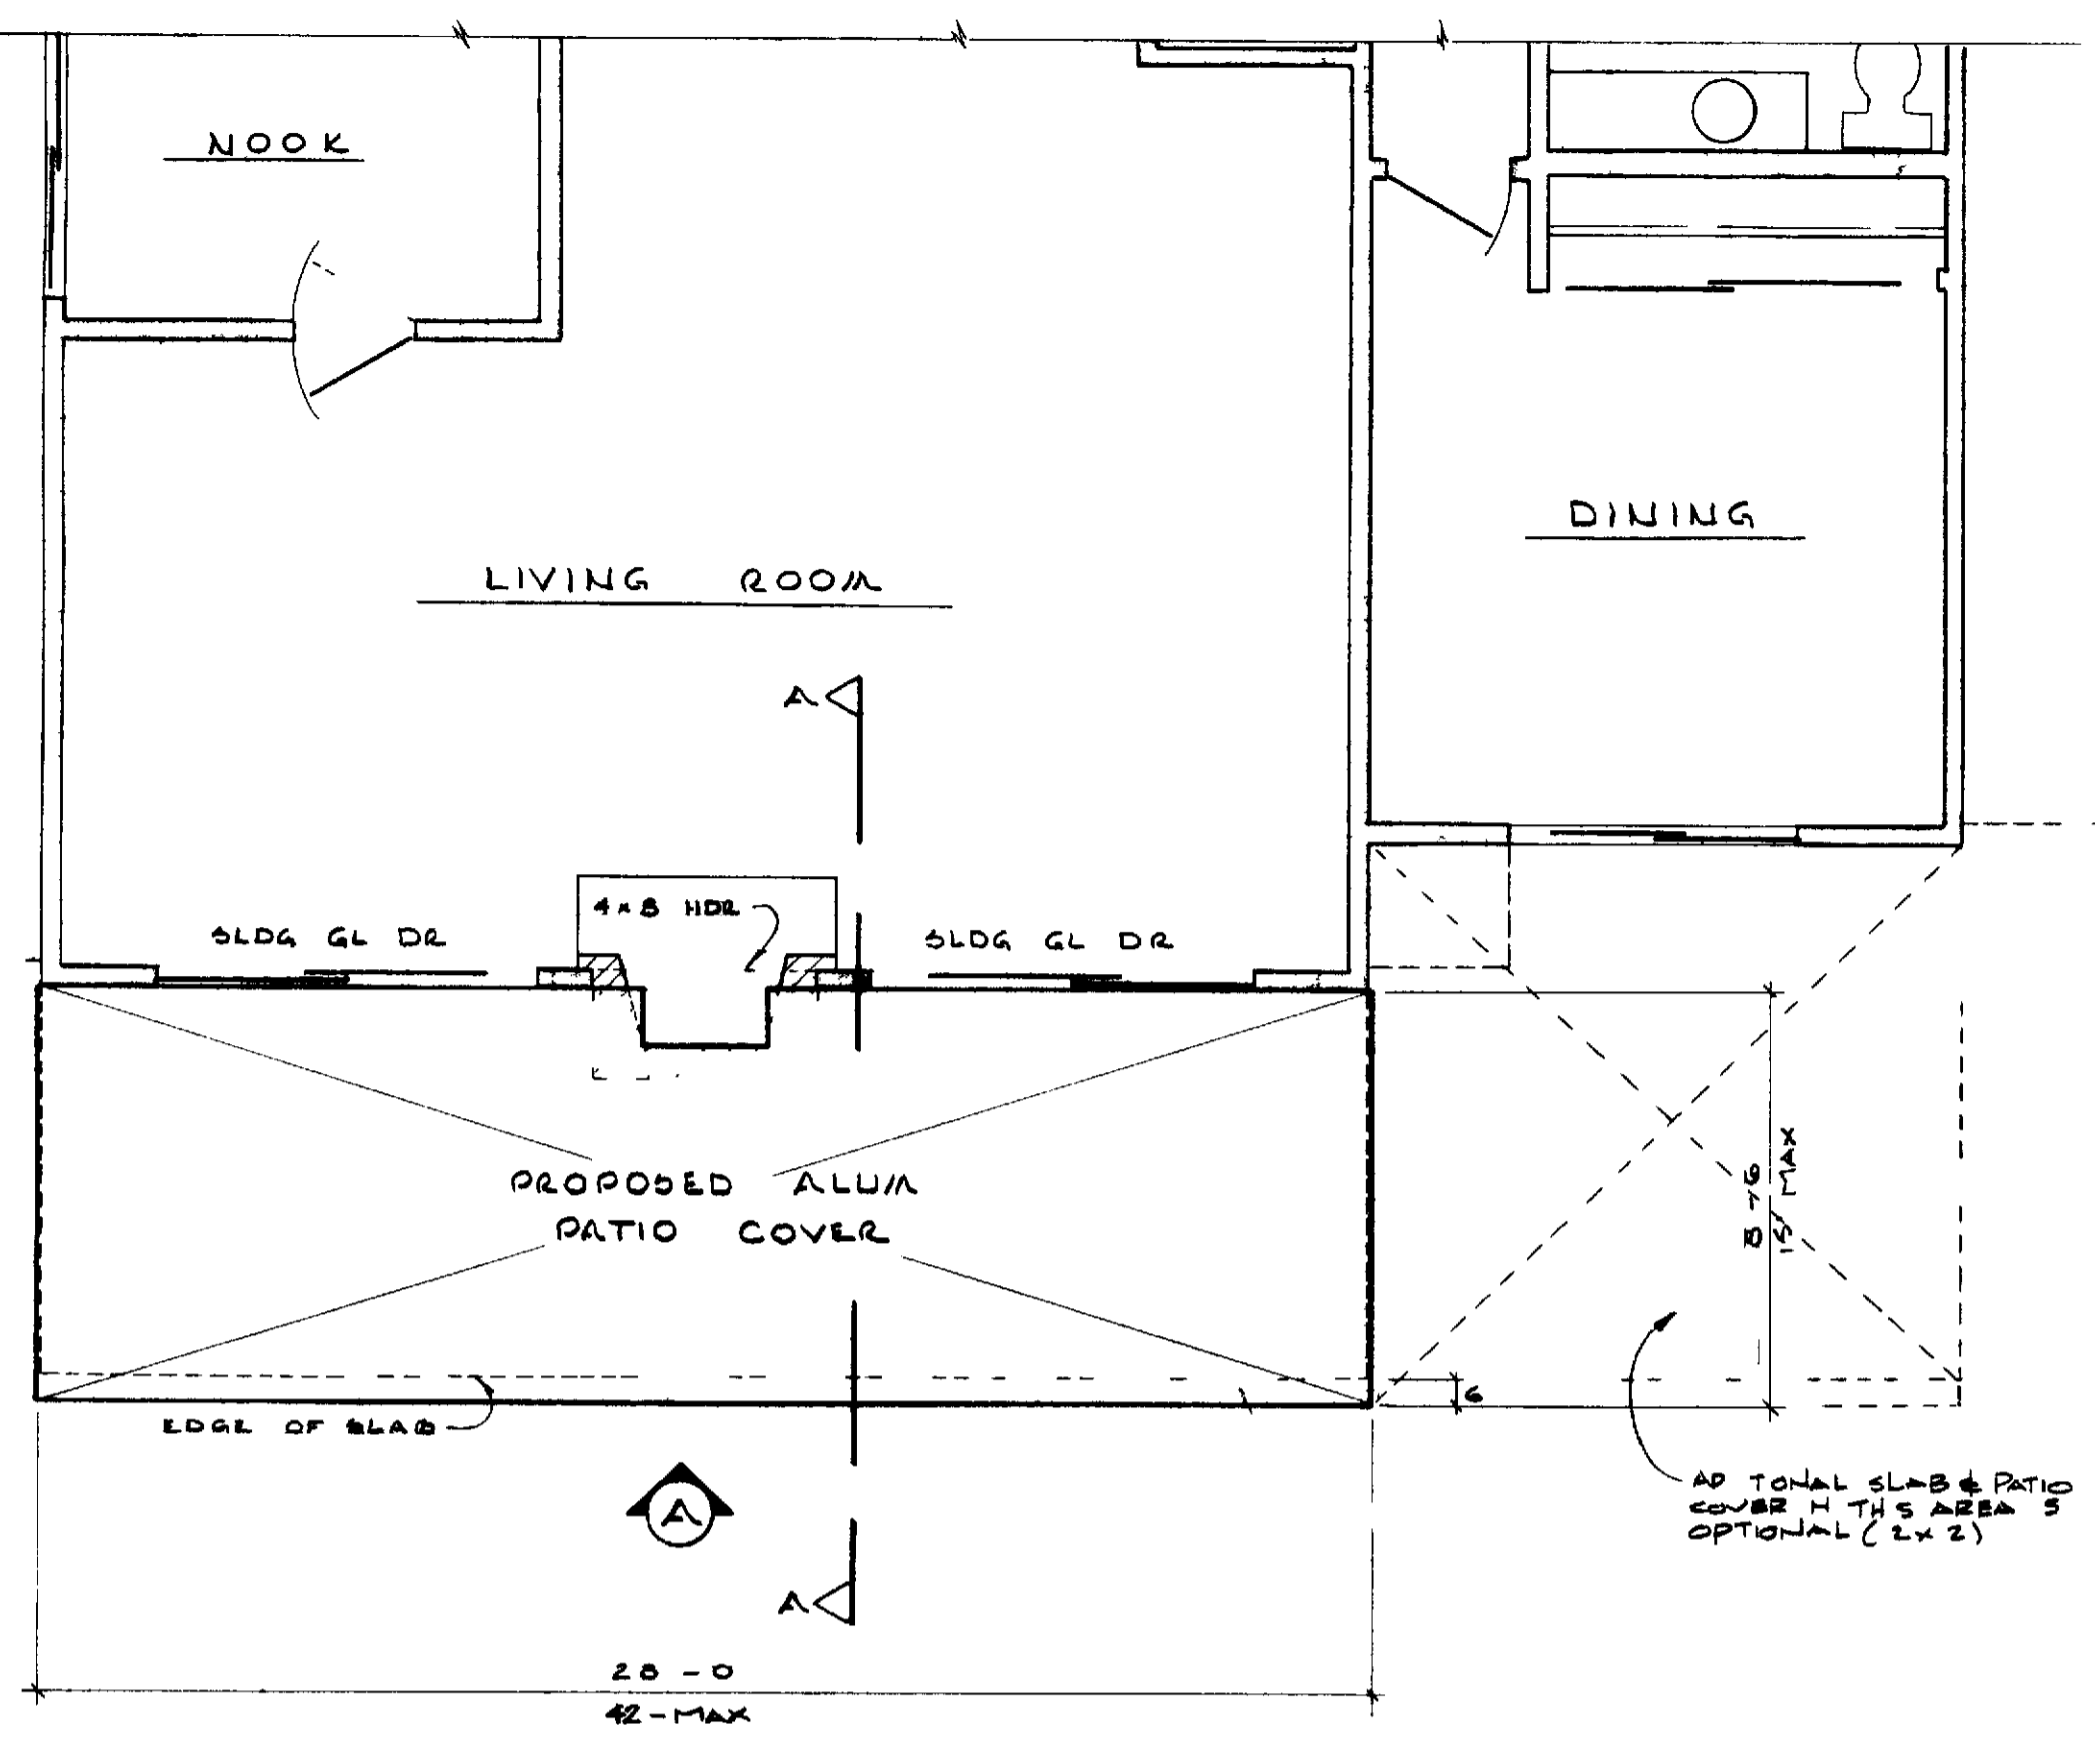 NOOK
DINING
LIVING ROOM
A
4x8 HDR
SLDG GL DR
SLDG GL DR
PROPOSED ALUM
PATIO COVER
8-6
15' MAX
6
EDGE OF SLAB
AD TONAL SLAB & PATIO
COVER N THS AREA S
OPTIONAL (2x2)
A
A
28-0
42-MAX